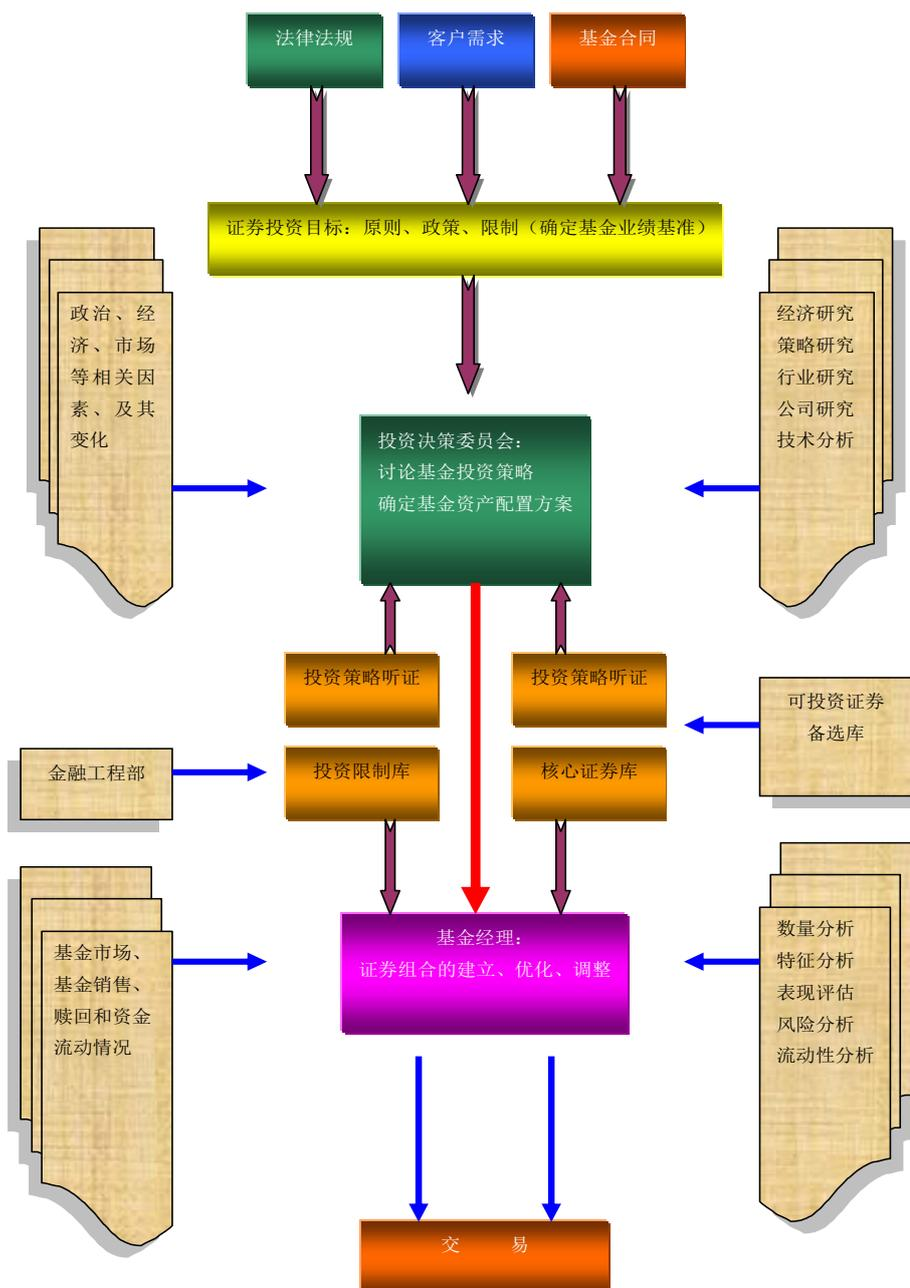 法律法规
客户需求
基金合同
证券投资目标：原则、政策、限制（确定基金业绩基准）
政治、经
济、市场
等相关因
素、及其
变化
经济研究
策略研究
行业研究
公司研究
技术分析
投资决策委员会：
讨论基金投资策略
确定基金资产配置方案
投资策略听证
投资策略听证
可投资证券
备选库
金融工程部
投资限制库
核心证券库
基金经理：
证券组合的建立、优化、调整
基金市场、
基金销售、
赎回和资金
流动情况
数量分析
特征分析
表现评估
风险分析
流动性分析
交 易